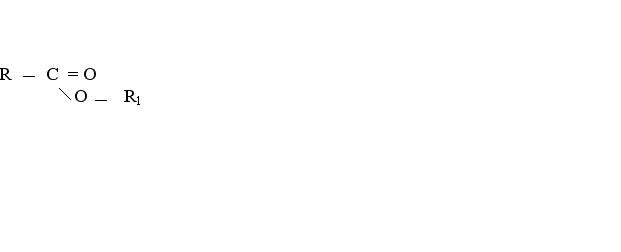 R – C = O
\ O – R₁